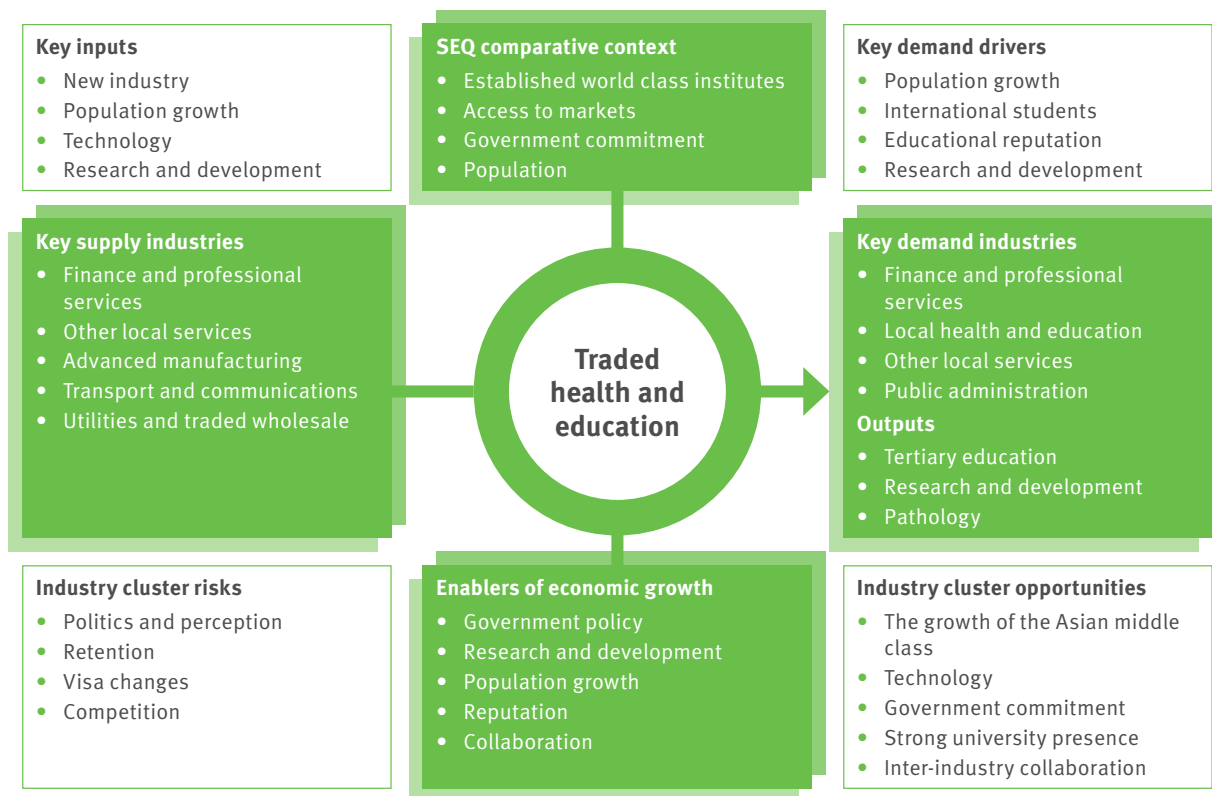 Key inputs
• New industry
• Population growth
• Technology
• Research and development
SEQ comparative context
• Established world class institutes
• Access to markets
• Government commitment
• Population
Key demand drivers
• Population growth
• International students
• Educational reputation
• Research and development
Key supply industries
• Finance and professional
services
• Other local services
• Advanced manufacturing
• Transport and communications
• Utilities and traded wholesale
Traded
health and
education
Key demand industries
• Finance and professional
services
• Local health and education
• Other local services
• Public administration
Outputs
• Tertiary education
• Research and development
• Pathology
Industry cluster risks
• Politics and perception
• Retention
• Visa changes
• Competition
Enablers of economic growth
• Government policy
• Research and development
• Population growth
• Reputation
• Collaboration
Industry cluster opportunities
• The growth of the Asian middle
class
• Technology
• Government commitment
• Strong university presence
• Inter-industry collaboration